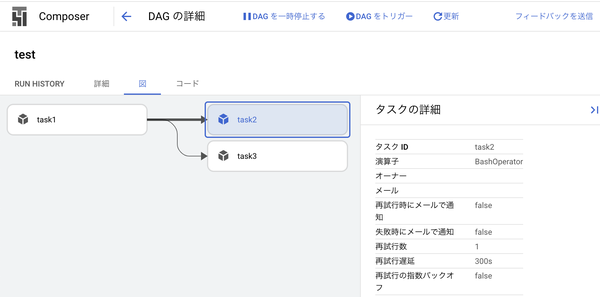 Composer
DAG の詳細
DAG を一時停止する
DAG をトリガー
更新
フィードバックを送信
test
RUN HISTORY
詳細
図
コード
task1
task2
task3
タスクの詳細
タスク ID task2
演算子 BashOperator
オーナー
メール
再試行時にメールで通
知 false
失敗時にメールで通知 false
再試行数 1
再試行遅延 300s
再試行の指数バックオ
フ false